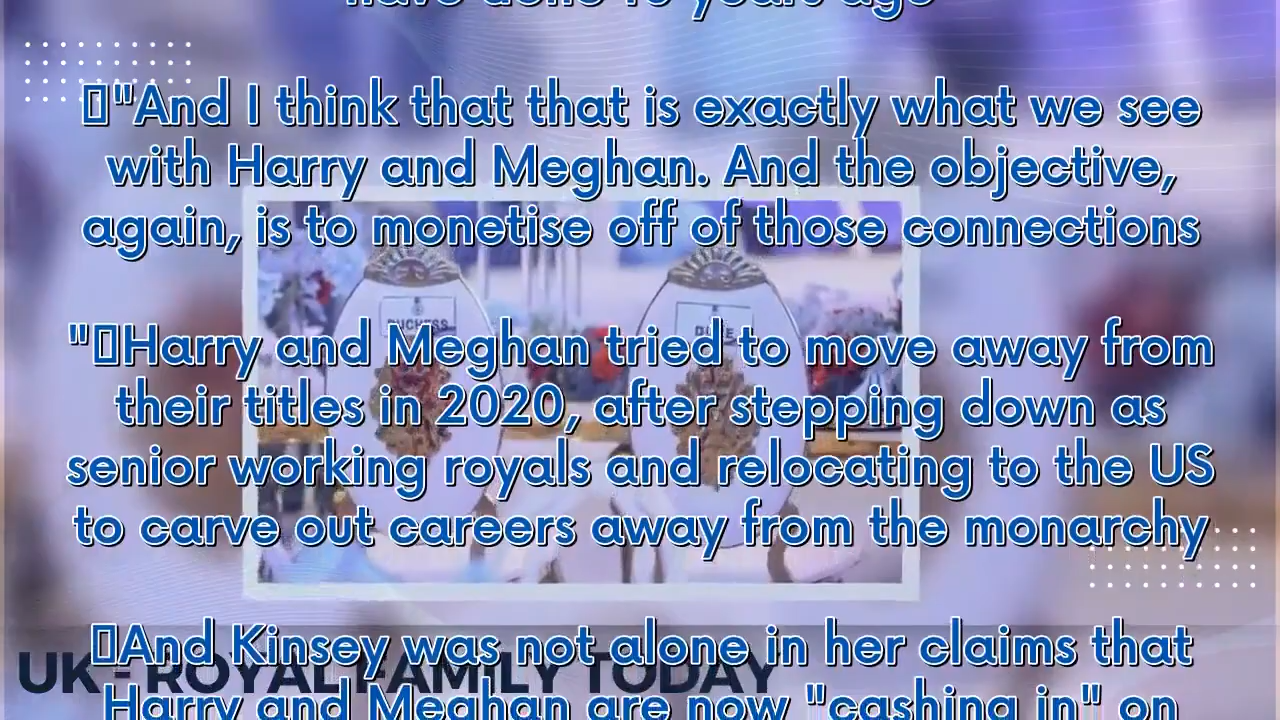 have done 10 years ago
"And I think that that is exactly what we see
with Harry and Meghan. And the objective,
again, is to monetise off of those connections
DUCHESS
DUKE
"Harry and Meghan tried to move away from
their titles in 2020, after stepping down as
senior working royals and relocating to the US
to carve out careers away from the monarchy
And Kinsey was not alone in her claims that
UK - ROYAL FAMILY TODAY
Harry and Meghan are now "cashing in" on